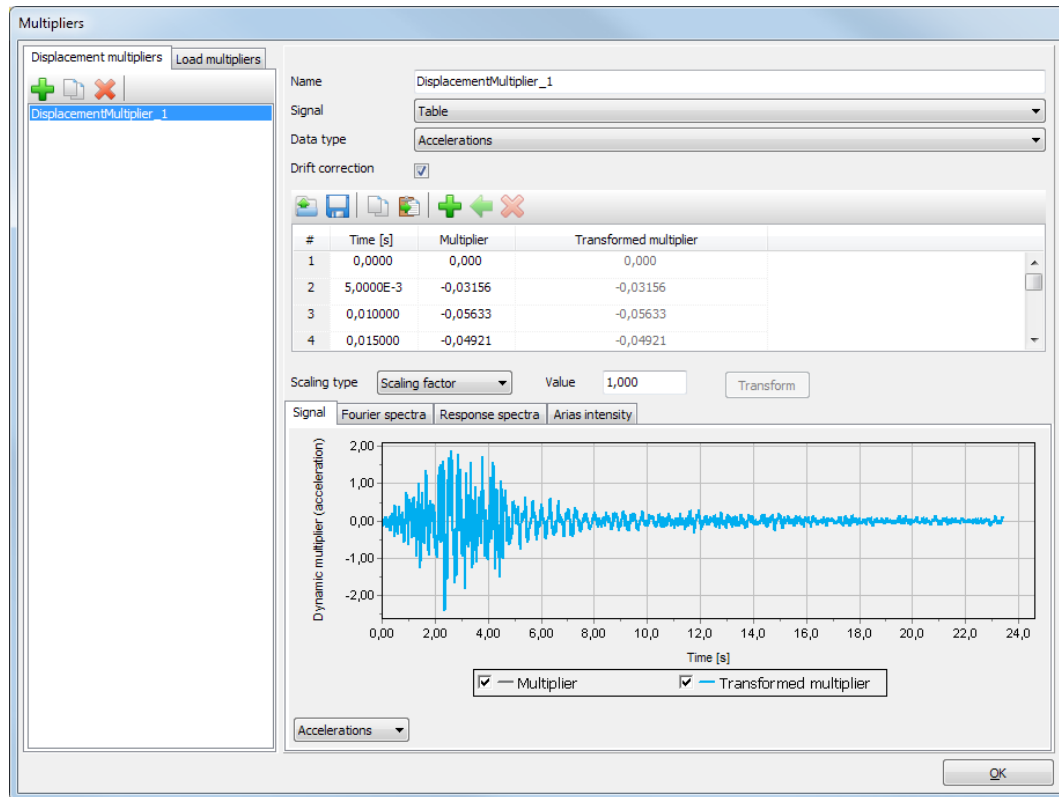 Multipliers
Displacement multipliers Load multipliers
DisplacementMultiplier_1
Name DisplacementMultiplier_1
Signal Table
Data type Accelerations
Drift correction
# Time [s] Multiplier Transformed multiplier
1 0,0000 0,000 0,000
2 5,0000E-3 -0,03156 -0,03156
3 0,010000 -0,05633 -0,05633
4 0,015000 -0,04921 -0,04921
Scaling type Scaling factor Value 1,000 Transform
Signal Fourier spectra Response spectra Arias intensity
Dynamic multiplier (acceleration)
2,00
1,00
0,00
-1,00
-2,00
0,00 2,00 4,00 6,00 8,00 10,0 12,0 14,0 16,0 18,0 20,0 22,0 24,0
Time [s]
Multiplier Transformed multiplier
Accelerations
OK